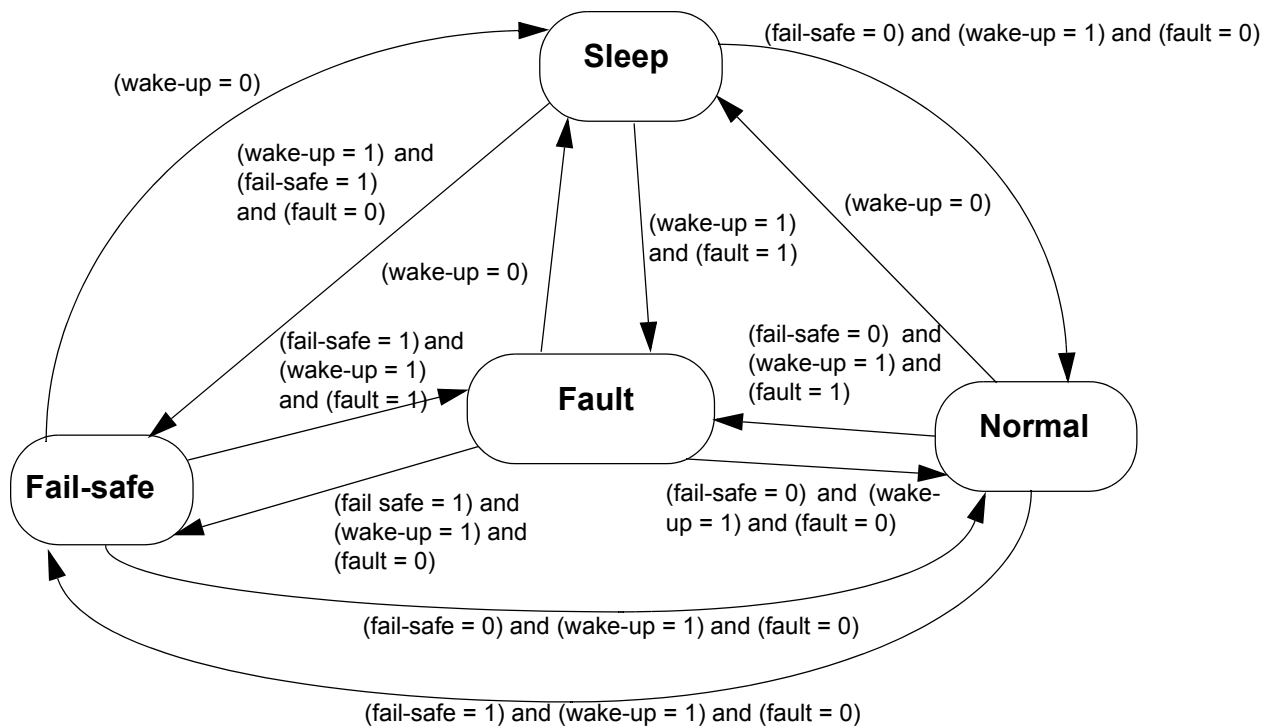 Sleep
(fail-safe = 0) and (wake-up = 1) and (fault = 0)
(wake-up = 0)
(wake-up = 1) and
(fail-safe = 1)
and (fault = 0)
(wake-up = 0)
(wake-up = 1)
and (fault = 1)
(wake-up = 0)
(fail-safe = 1) and
(wake-up = 1)
and (fault = 1)
(fail-safe = 0) and
(wake-up = 1) and
(fault = 1)
Fault
Normal
Fail-safe
(fail safe = 1) and
(wake-up = 1) and
(fault = 0)
(fail-safe = 0) and (wake-
up = 1) and (fault = 0)
(fail-safe = 0) and (wake-up = 1) and (fault = 0)
(fail-safe = 1) and (wake-up = 1) and (fault = 0)